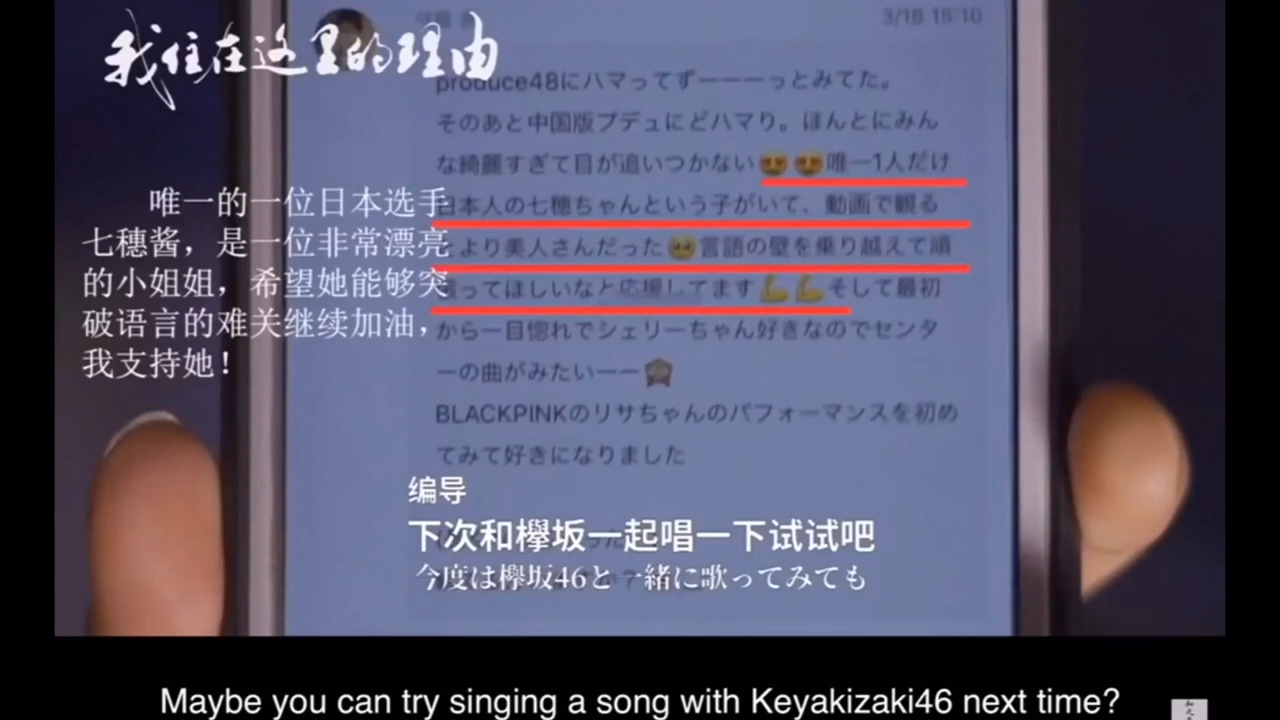 我住在这里的理由
3/18 16:10
produce48にハマってずーーーっとみてた。
そのあと中国版プデュにどハマり。ほんとにみん
な綺麗すぎて目が追いつかない😍😍唯一1人だけ
日本人の七穂ちゃんという子がいて、動画で観る
とより美人さんだった🥺言語の壁を乗り越えて頑
張ってほしいなと応援してます💪💪そして最初
から一目惚れでシェリーちゃん好きなのでセンタ
ーの曲がみたいーー🙈
BLACKPINKのリサちゃんのパフォーマンスを初め
てみて好きになりました
唯一的一位日本选手
七穗酱，是一位非常漂亮
的小姐姐，希望她能够突
破语言的难关继续加油，
我支持她！
编导
下次和欅坂一起唱一下试试吧
今度は欅坂46と一緒に歌ってみても
Maybe you can try singing a song with Keyakizaki46 next time?